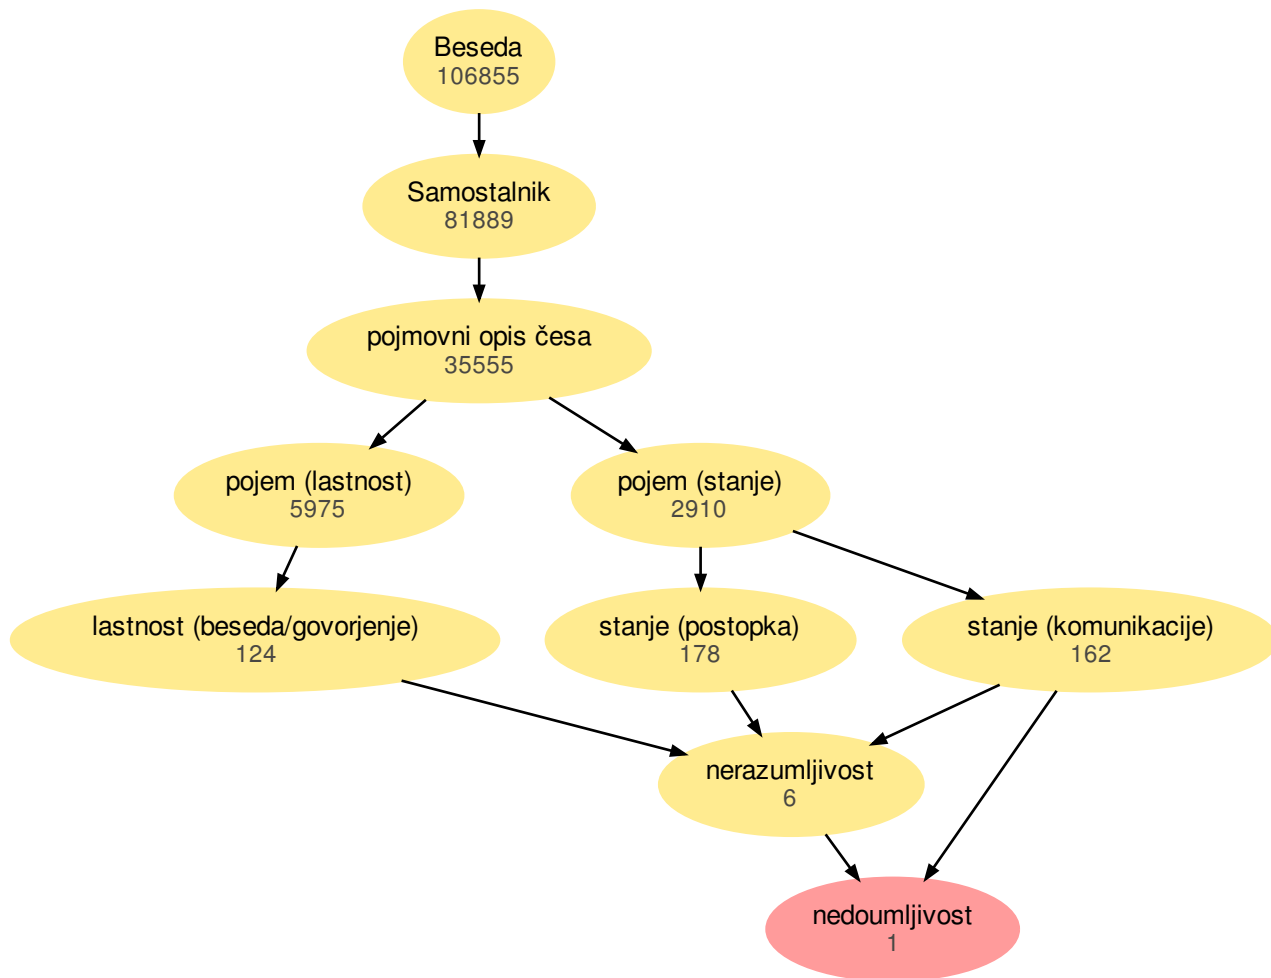 Beseda
106855
Samostalnik
81889
pojmovni opis česa
35555
pojem (lastnost)
5975
pojem (stanje)
2910
lastnost (beseda/govorjenje)
124
stanje (postopka)
178
stanje (komunikacije)
162
nerazumljivost
6
nedoumljivost
1